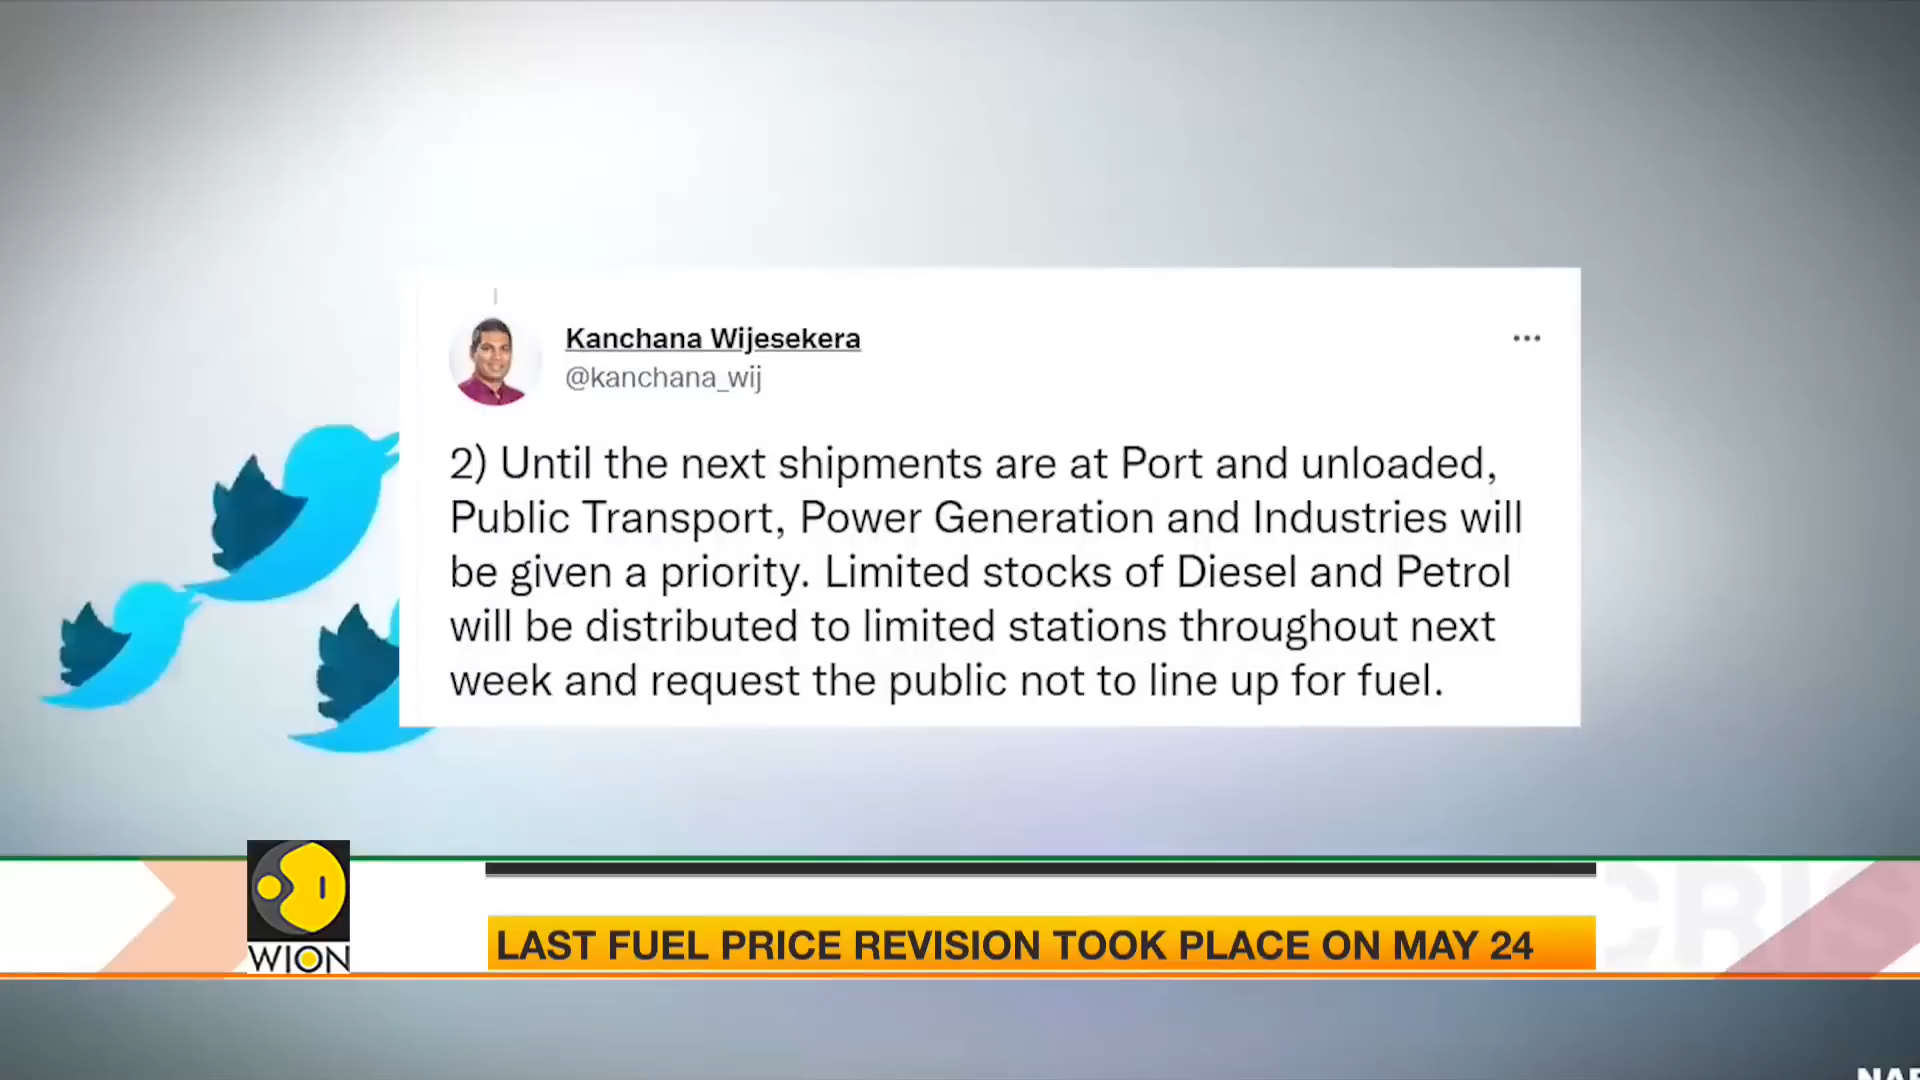 Kanchana Wijesekera
@kanchana_wij
2) Until the next shipments are at Port and unloaded,
Public Transport, Power Generation and Industries will
be given a priority. Limited stocks of Diesel and Petrol
will be distributed to limited stations throughout next
week and request the public not to line up for fuel.
WION
LAST FUEL PRICE REVISION TOOK PLACE ON MAY 24